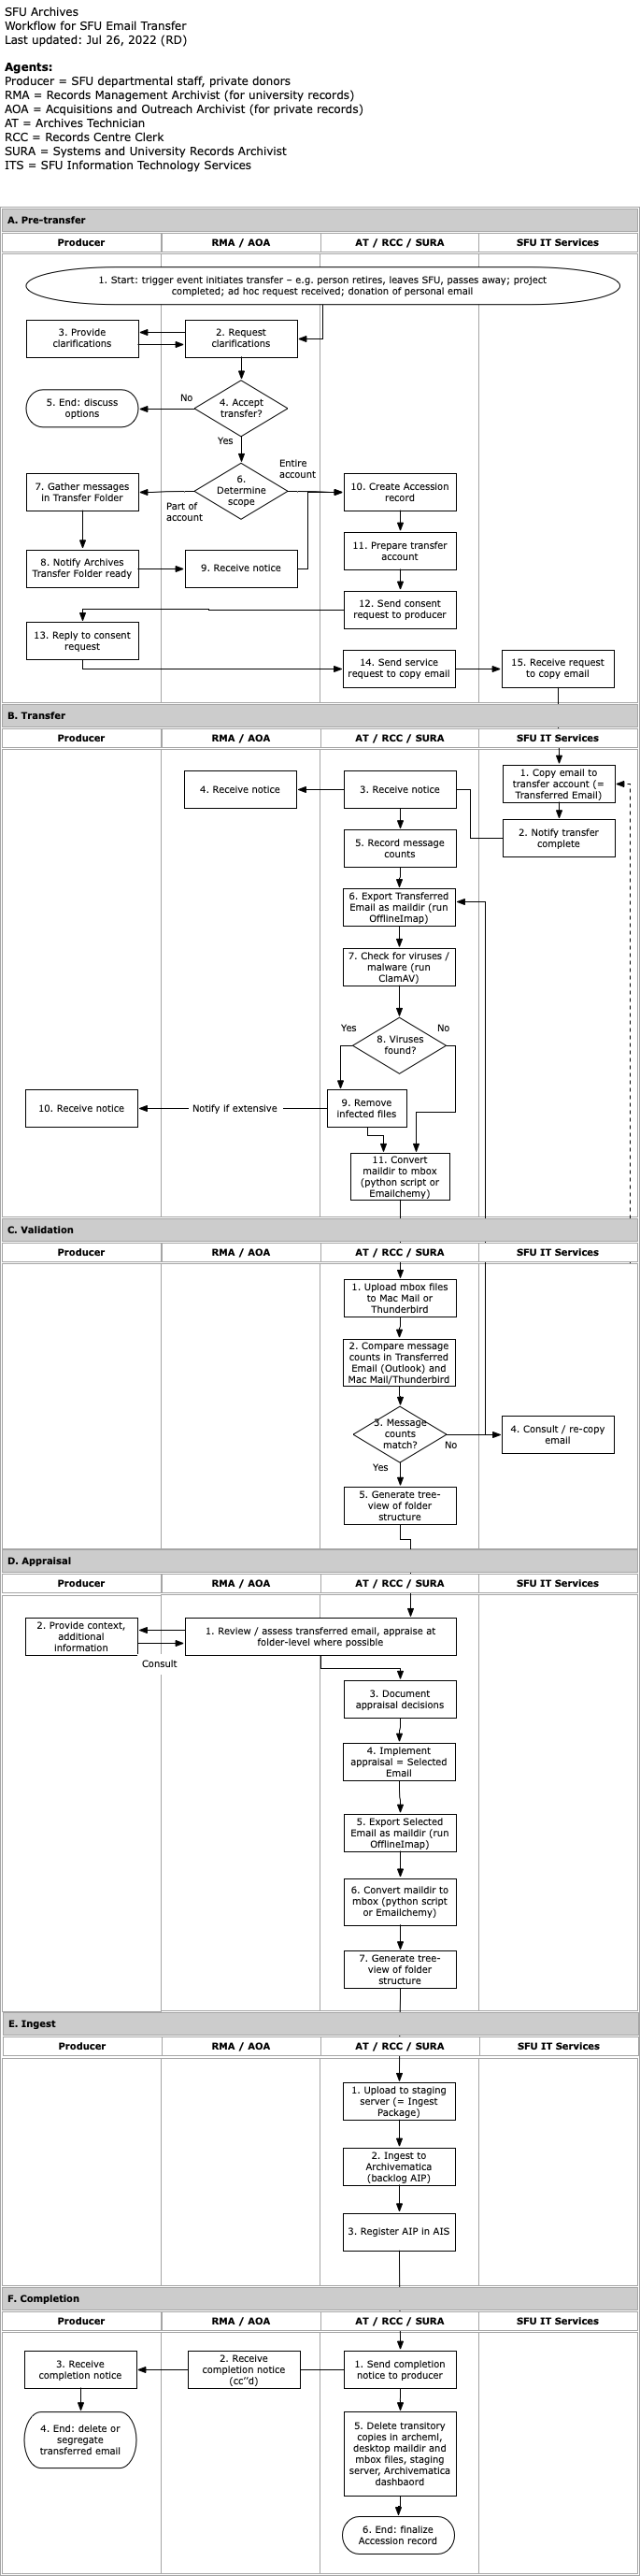 SFU Archives
Workflow for SFU Email Transfer
Last updated: Jul 26, 2022 (RD)
Agents:
Producer = SFU departmental staff, private donors
RMA = Records Management Archivist (for university records)
AOA = Acquisitions and Outreach Archivist (for private records)
AT = Archives Technician
RCC = Records Centre Clerk
SURA = Systems and University Records Archivist
ITS = SFU Information Technology Services
A. Pre-transfer
Producer
RMA / AOA
AT / RCC / SURA
SFU IT Services
1. Start: trigger event initiates transfer – e.g. person retires, leaves SFU, passes away; project
completed; ad hoc request received; donation of personal email
3. Provide
clarifications
2. Request
clarifications
5. End: discuss
options
No
4. Accept
transfer?
Yes
7. Gather messages
in Transfer Folder
Part of
account
6.
Determine
scope
Entire
account
10. Create Accession
record
11. Prepare transfer
account
8. Notify Archives
Transfer Folder ready
9. Receive notice
12. Send consent
request to producer
13. Reply to consent
request
14. Send service
request to copy email
15. Receive request
to copy email
B. Transfer
Producer
RMA / AOA
AT / RCC / SURA
SFU IT Services
1. Copy email to
transfer account (=
Transferred Email)
4. Receive notice
3. Receive notice
2. Notify transfer
complete
5. Record message
counts
6. Export Transferred
Email as maildir (run
OfflineImap)
7. Check for viruses /
malware (run
ClamAV)
Yes
8. Viruses
found?
No
10. Receive notice
Notify if extensive
9. Remove
infected files
11. Convert
maildir to mbox
(python script or
Emailchemy)
C. Validation
Producer
RMA / AOA
AT / RCC / SURA
SFU IT Services
1. Upload mbox files
to Mac Mail or
Thunderbird
2. Compare message
counts in Transferred
Email (Outlook) and
Mac Mail/Thunderbird
3. Message
counts
match?
No
Yes
4. Consult / re-copy
email
5. Generate tree-
view of folder
structure
D. Appraisal
Producer
RMA / AOA
AT / RCC / SURA
SFU IT Services
2. Provide context,
additional
information
Consult
1. Review / assess transferred email, appraise at
folder-level where possible
3. Document
appraisal decisions
4. Implement
appraisal = Selected
Email
5. Export Selected
Email as maildir (run
OfflineImap)
6. Convert maildir to
mbox (python script
or Emailchemy)
7. Generate tree-
view of folder
structure
E. Ingest
Producer
RMA / AOA
AT / RCC / SURA
SFU IT Services
1. Upload to staging
server (= Ingest
Package)
2. Ingest to
Archivematica
(backlog AIP)
3. Register AIP in AIS
F. Completion
Producer
RMA / AOA
AT / RCC / SURA
SFU IT Services
3. Receive
completion notice
2. Receive
completion notice
(cc"d)
1. Send completion
notice to producer
4. End: delete or
segregate
transferred email
5. Delete transitory
copies in archeml,
desktop maildir and
mbox files, staging
server, Archivematica
dashbaord
6. End: finalize
Accession record